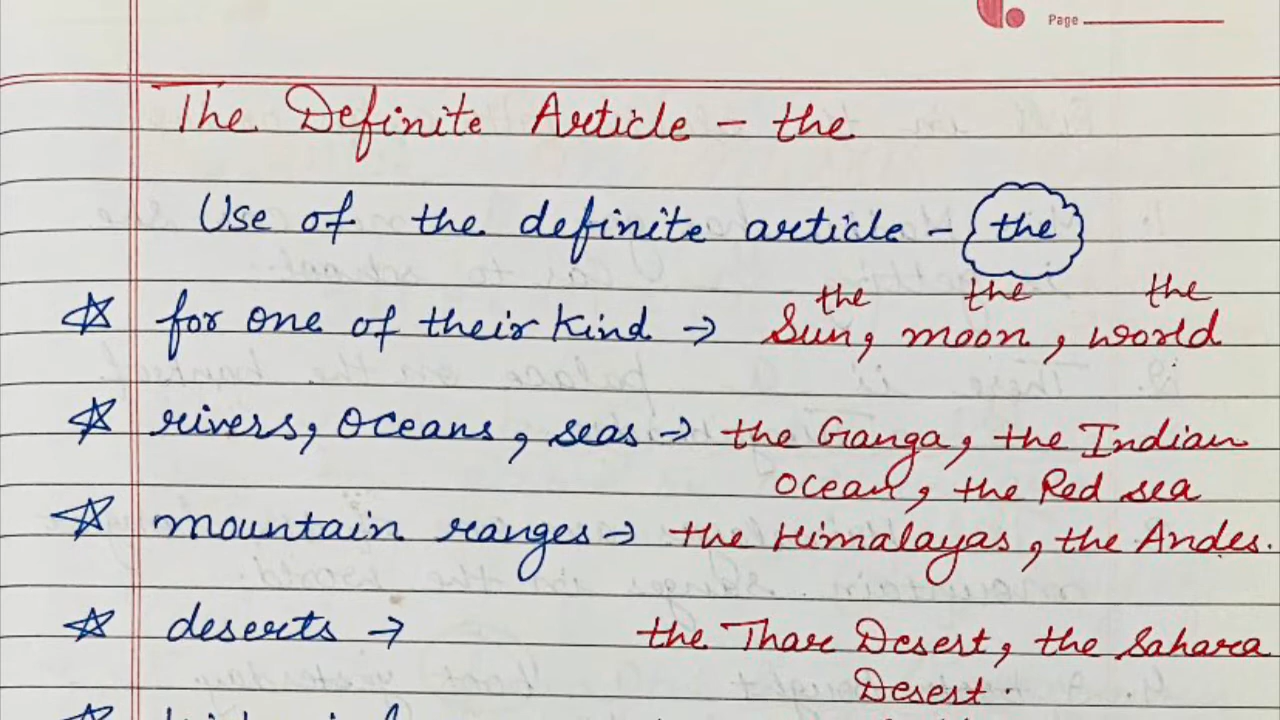 Page
The Definite Article - the
Use of the definite article - the
the the the
☆ for one of their kind → Sun, moon, world
☆ rivers, oceans, seas → the Ganga, the Indian
Ocean, the Red sea
☆ mountain ranges → the Himalayas, the Andes.
☆ deserts → the Thar Desert, the Sahara
Desert.